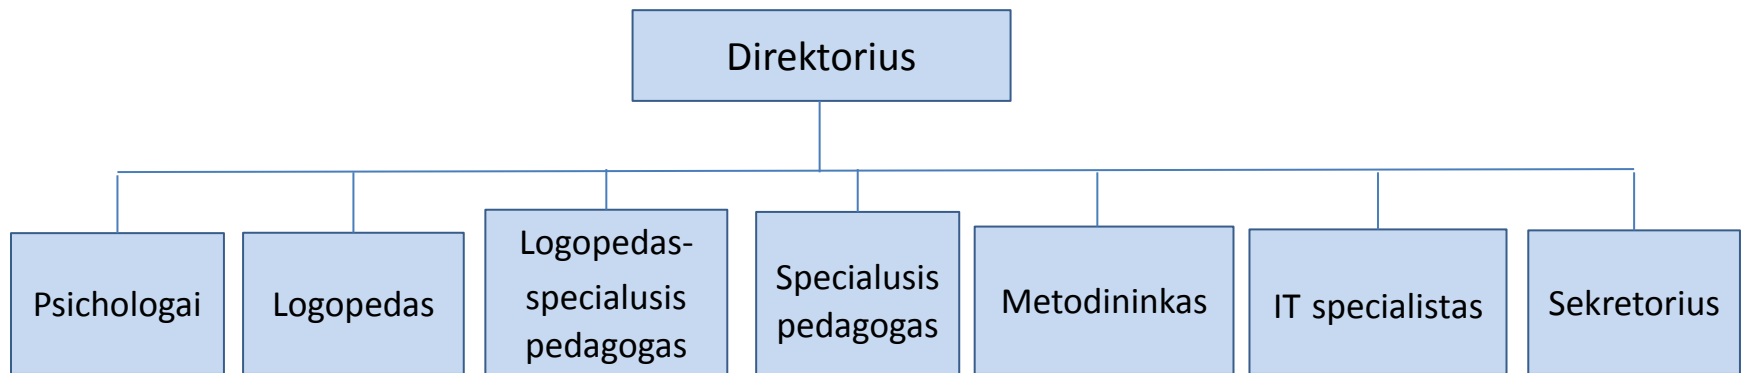 Direktorius
Psichologai
Logopedas
Logopedas-
specialusis
pedagogas
Specialusis
pedagogas
Metodininkas
IT specialistas
Sekretorius